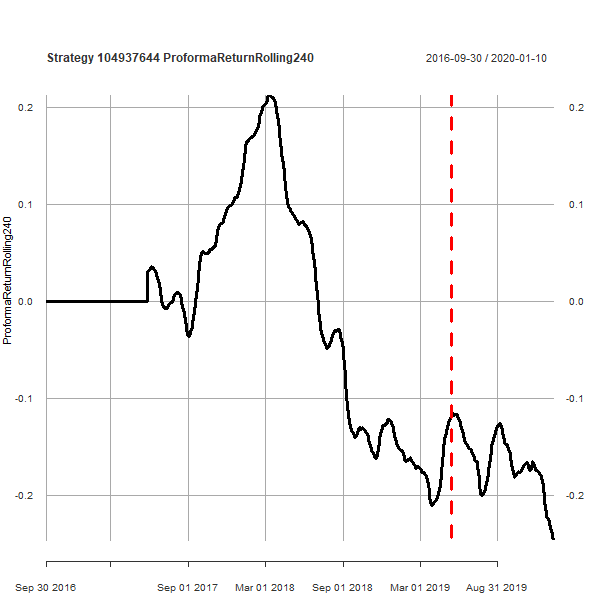 Strategy 104937644 ProformaReturnRolling240
2016-09-30 / 2020-01-10
ProformaReturnRolling240
0.2
0.1
0.0
-0.1
-0.2
0.2
0.1
0.0
-0.1
-0.2
Sep 30 2016
Sep 01 2017
Mar 01 2018
Sep 01 2018
Mar 01 2019
Aug 31 2019